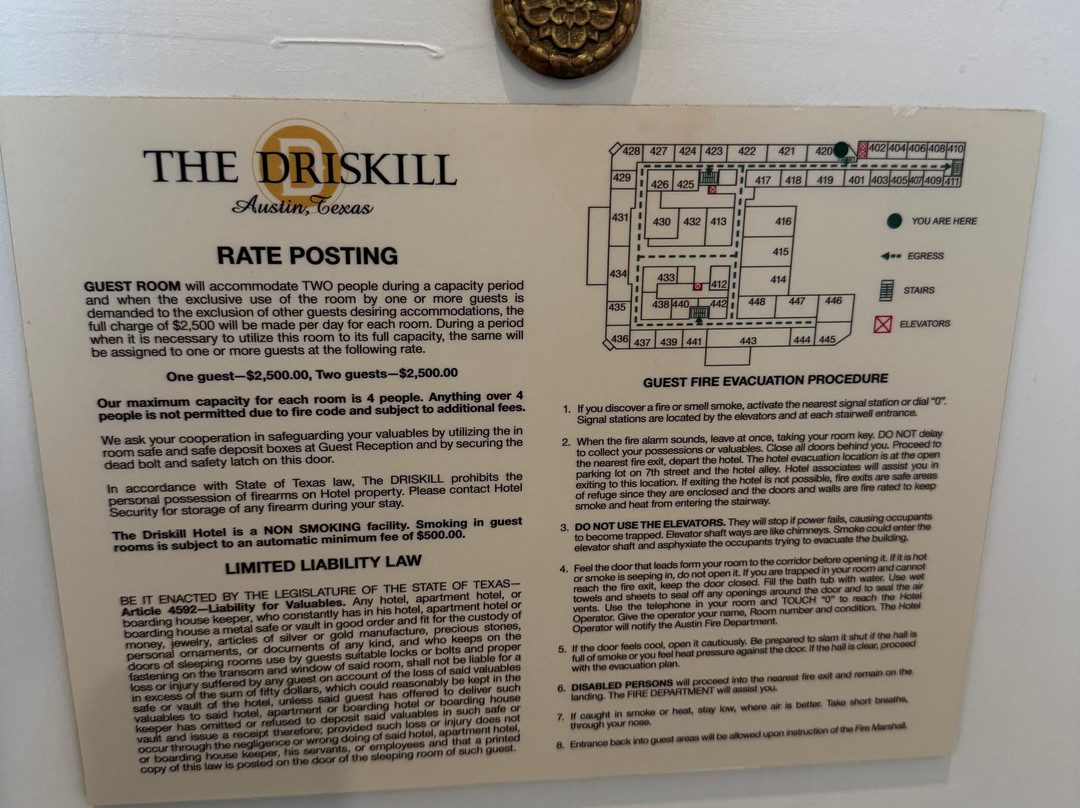 THE DRISKILL
Austin, Texas
RATE POSTING
GUEST ROOM will accommodate TWO people during a capacity period
and when the exclusive use of the room by one or more guests is
demanded to the exclusion of other guests desiring accommodations, the
full charge of $2,500 will be made per day for each room. During a period
when it is necessary to utilize this room to its full capacity, the same will
be assigned to one or more guests at the following rate.
One guest—$2,500.00, Two guests—$2,500.00
Our maximum capacity for each room is 4 people. Anything over 4
people is not permitted due to fire code and subject to additional fees.
We ask your cooperation in safeguarding your valuables by utilizing the in
room safe and safe deposit boxes at Guest Reception and by securing the
dead bolt and safety latch on this door.
In accordance with State of Texas law, The DRISKILL prohibits the
personal possession of firearms on Hotel property. Please contact Hotel
Security for storage of any firearm during your stay.
The Driskill Hotel is a NON SMOKING facility. Smoking in guest
rooms is subject to an automatic minimum fee of $500.00.
LIMITED LIABILITY LAW
BE IT ENACTED BY THE LEGISLATURE OF THE STATE OF TEXAS—
Article 4592—Liability for Valuables. Any hotel, apartment hotel, or
boarding house keeper, who constantly has in his hotel, apartment hotel or
boarding house a metal safe or vault in good order and fit for the custody of
money, jewelry, articles of silver or gold manufacture, precious stones,
personal ornaments, or documents of any kind, and who keeps on the
doors of sleeping rooms use by guests suitable locks or bolts and proper
fastening on the transom and window of said room, shall not be liable for a
loss or injury suffered by any guest on account of the loss of said valuables
in excess of the sum of fifty dollars, which could reasonably be kept in the
safe or vault of the hotel, unless said guest has offered to deliver such
valuables to said hotel, apartment or boarding hotel or boarding house
keeper has omitted or refused to deposit said valuables in such safe or
vault and issue a receipt therefore; provided such loss or injury does not
occur through the negligence or wrong doing of said hotel, apartment hotel,
or boarding house keeper, his servants, or employees and that a printed
copy of this law is posted on the door of the sleeping room of such guest.
428 427 424 423 422 421 420 402 404 406 408 410
429 426 425 417 418 419 401 403 405 407 409 411
431 430 432 413 416
415
434 433 412 414
435 438 440 442 448 447 446
436 437 439 441 443 444 445
YOU ARE HERE
EGRESS
STAIRS
ELEVATORS
GUEST FIRE EVACUATION PROCEDURE
1. If you discover a fire or smell smoke, activate the nearest signal station or dial "0".
Signal stations are located by the elevators and at each stairwell entrance.
2. When the fire alarm sounds, leave at once, taking your room key. DO NOT delay
to collect your possessions or valuables. Close all doors behind you. Proceed to
the nearest fire exit, depart the hotel. The hotel evacuation location is at the open
parking lot on 7th street and the hotel alley. Hotel associates will assist you in
exiting to this location. If exiting the hotel is not possible, fire exits are safe areas
of refuge since they are enclosed and the doors and walls are fire rated to keep
smoke and heat from entering the stairway.
3. DO NOT USE THE ELEVATORS. They will stop if power fails, causing occupants
to become trapped. Elevator shaft ways are like chimneys. Smoke could enter the
elevator shaft and asphyxiate the occupants trying to evacuate the building.
4. Feel the door that leads form your room to the corridor before opening it. If it is hot
or smoke is seeping in, do not open it. If you are trapped in your room and cannot
reach the fire exit, keep the door closed. Fill the bath tub with water. Use wet
towels and sheets to seal off any openings around the door and to seal the air
vents. Use the telephone in your room and TOUCH "0" to reach the Hotel
Operator. Give the operator your name, Room number and condition. The Hotel
Operator will notify the Austin Fire Department.
5. If the door feels cool, open it cautiously. Be prepared to slam it shut if the hall is
full of smoke or you feel heat pressure against the door. If the hall is clear, proceed
with the evacuation plan.
6. DISABLED PERSONS will proceed into the nearest fire exit and remain on the
landing. The FIRE DEPARTMENT will assist you.
7. If caught in smoke or heat, stay low, where air is better. Take short breaths,
through your nose.
8. Entrance back into guest areas will be allowed upon instruction of the Fire Marshall.